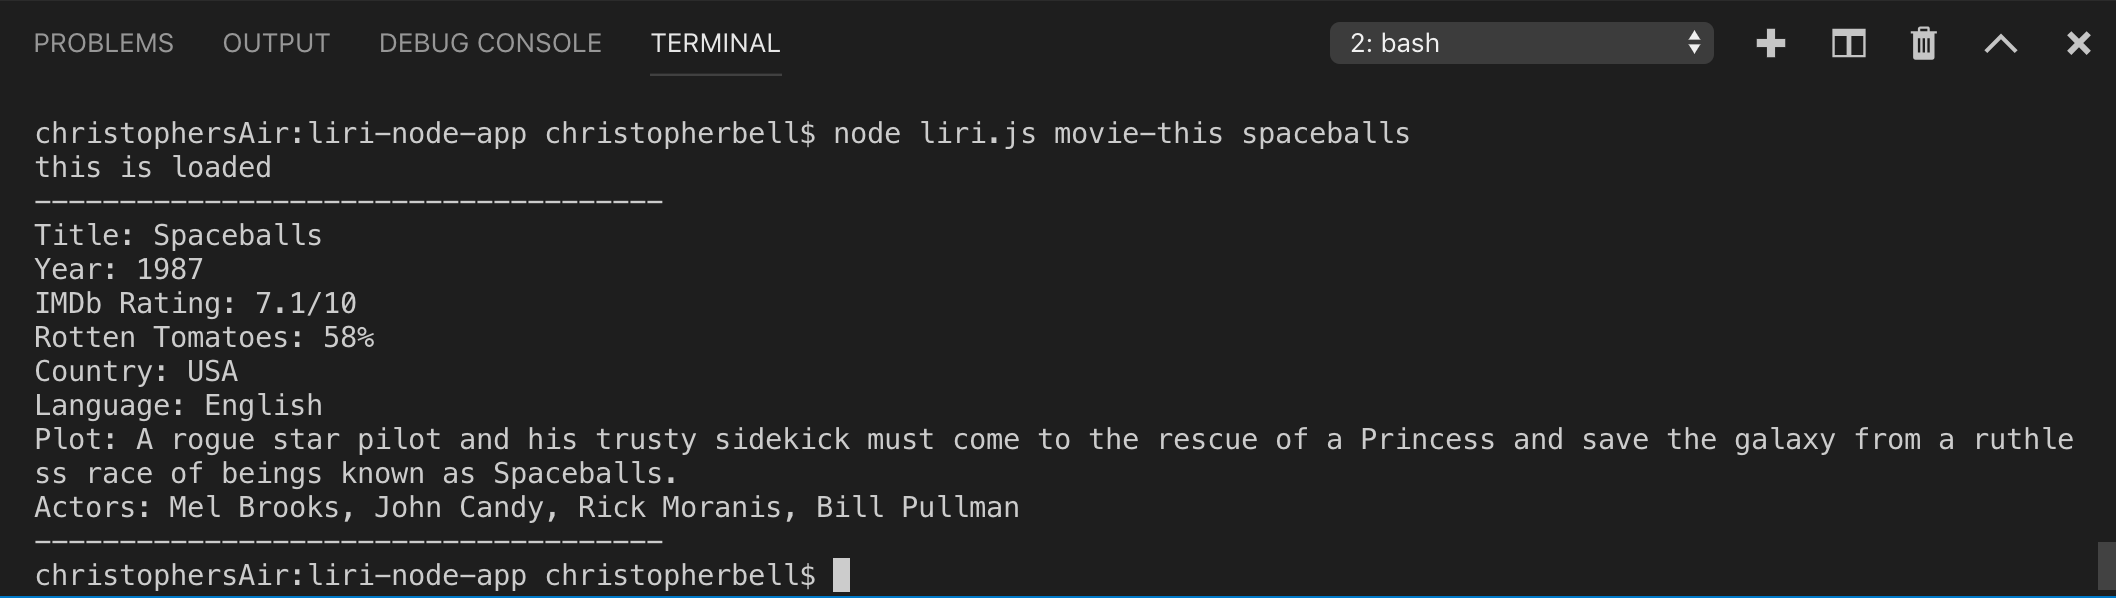 PROBLEMS OUTPUT DEBUG CONSOLE TERMINAL 2: bash
christophersAir:liri-node-app christopherbell$ node liri.js movie-this spaceballs
this is loaded
-------------------------------------
Title: Spaceballs
Year: 1987
IMDb Rating: 7.1/10
Rotten Tomatoes: 58%
Country: USA
Language: English
Plot: A rogue star pilot and his trusty sidekick must come to the rescue of a Princess and save the galaxy from a ruthle
ss race of beings known as Spaceballs.
Actors: Mel Brooks, John Candy, Rick Moranis, Bill Pullman
-------------------------------------
christophersAir:liri-node-app christopherbell$